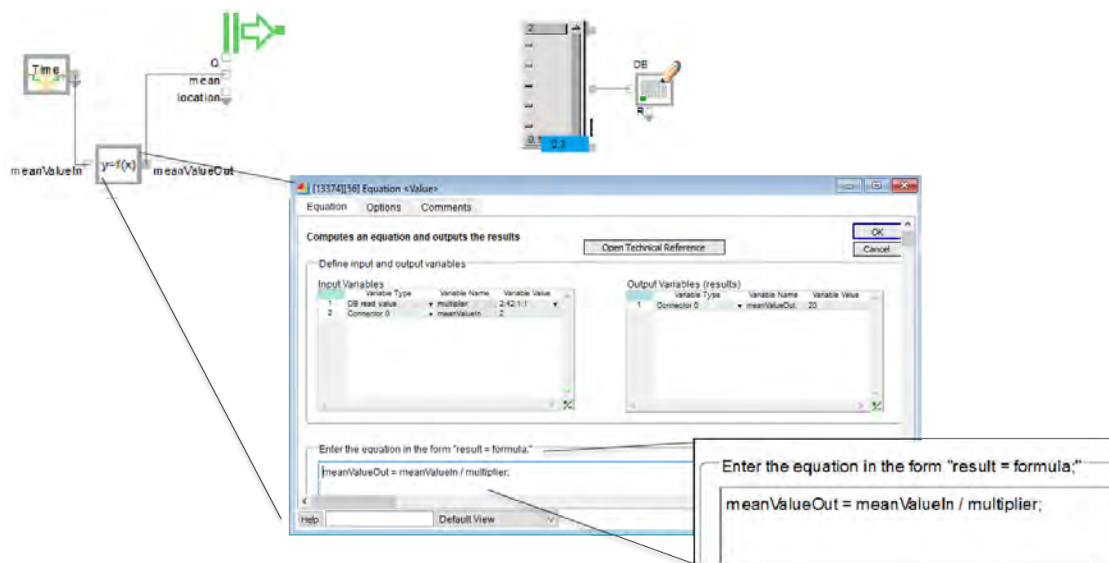 Time
Q
mean
location
meanValueIn
y=f(x)
meanValueOut
2
0.1
DB
R
[13374][56] Equation <Value>
Equation Options Comments
Computes an equation and outputs the results
Open Technical Reference
OK
Cancel
Define input and output variables
Input Variables
Variable Type Variable Name Variable Value
1 DB read value multiplier 2:42:1:1
2 Connector 0 meanValueIn 2
Output Variables (results)
Variable Type Variable Name Variable Value
1 Connector 0 meanValueOut 20
Enter the equation in the form "result = formula;"
meanValueOut = meanValueIn / multiplier;
Help
Default View
Enter the equation in the form "result = formula;"
meanValueOut = meanValueIn / multiplier;